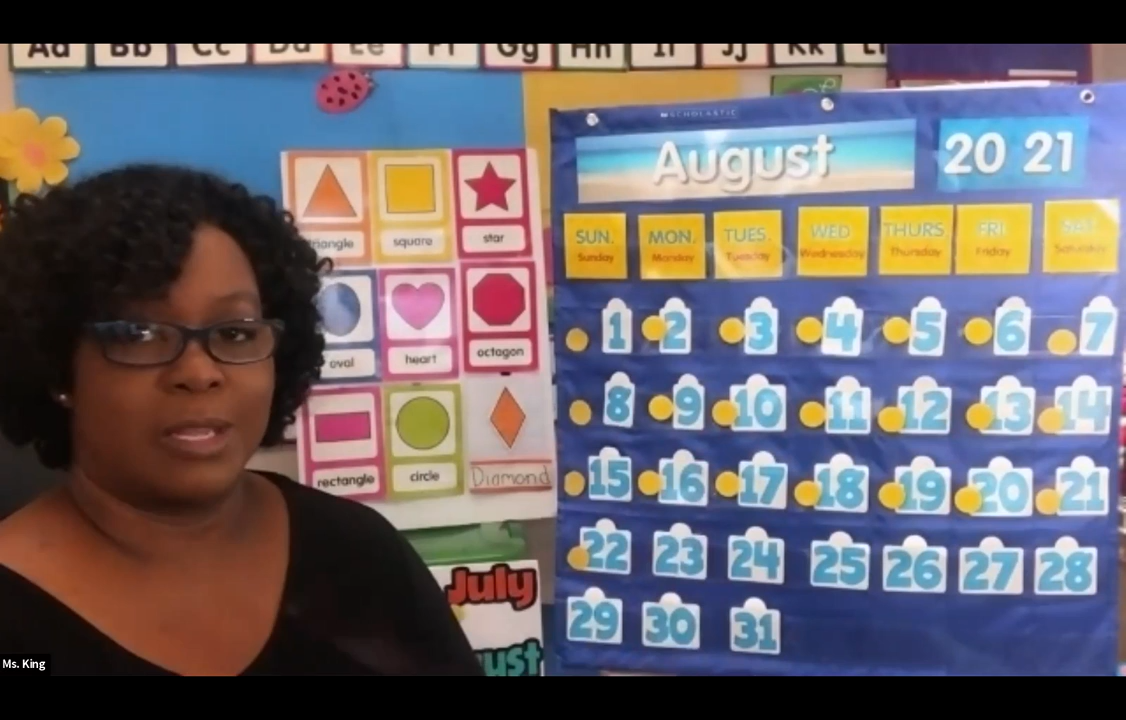 Aa Bb Cc Dd Ee Ff Gg Hh Ii Jj Kk Ll
SCHOLASTIC
August 20 21
SUN. MON. TUES. WED THURS FRI. SAT.
Sunday Monday Tuesday Wednesday Thursday Friday Saturday
1 2 3 4 5 6 7
8 9 10 11 12 13 14
15 16 17 18 19 20 21
22 23 24 25 26 27 28
29 30 31
triangle square star
oval heart octagon
rectangle circle Diamond
July
Ms. King